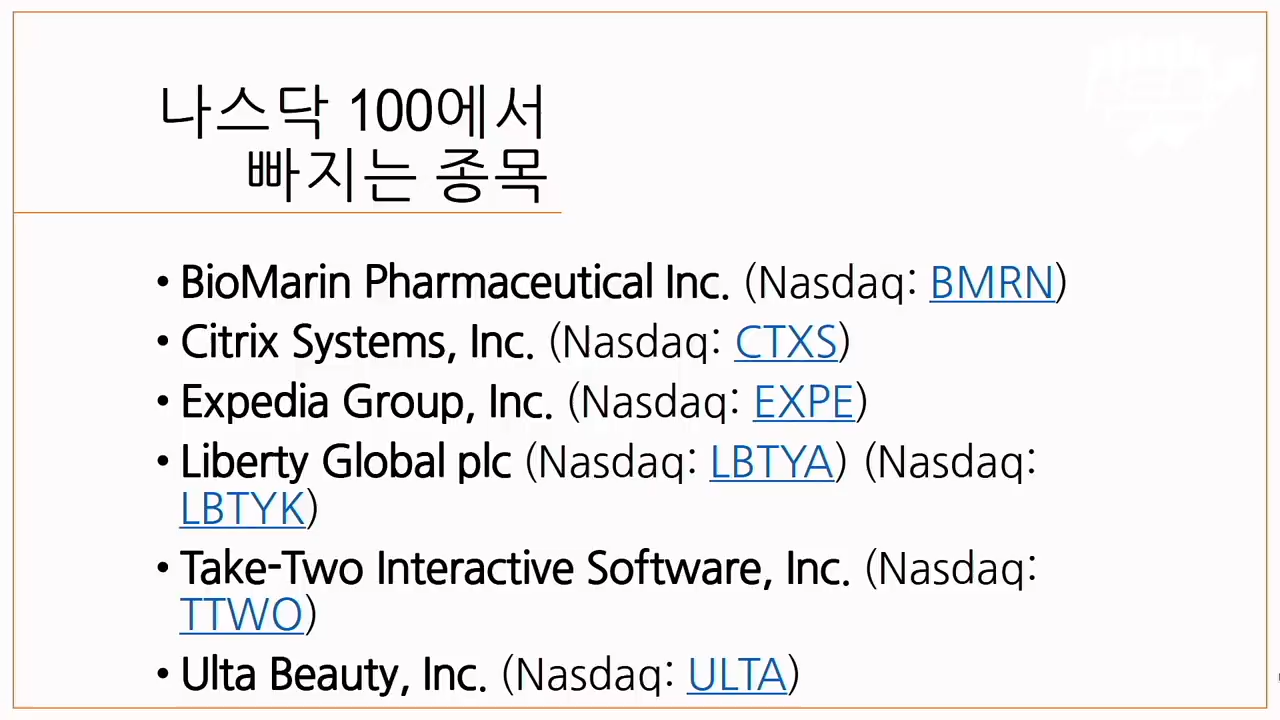 나스닥 100에서
빠지는 종목
• BioMarin Pharmaceutical Inc. (Nasdaq: BMRN)
• Citrix Systems, Inc. (Nasdaq: CTXS)
• Expedia Group, Inc. (Nasdaq: EXPE)
• Liberty Global plc (Nasdaq: LBTYA) (Nasdaq:
LBTYK)
• Take-Two Interactive Software, Inc. (Nasdaq:
TTWO)
• Ulta Beauty, Inc. (Nasdaq: ULTA)